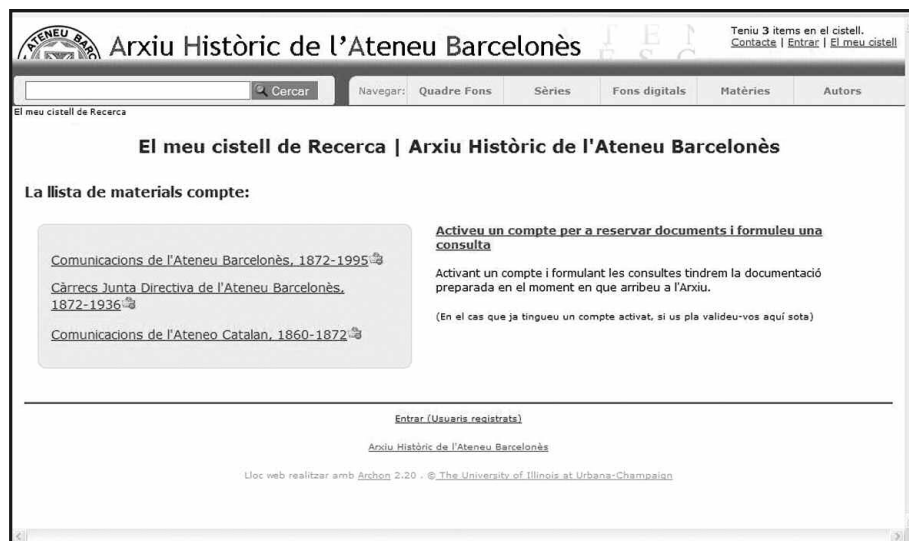 ATENEU BARC
Arxiu Històric de l'Ateneu Barcelonès
Teniu 3 items en el cistell.
Contacte | Entrar | El meu cistell
Cercar
Navegar: Quadre Fons Sèries Fons digitals Matèries Autors
El meu cistell de Recerca
El meu cistell de Recerca | Arxiu Històric de l'Ateneu Barcelonès
La llista de materials compte:
Comunicacions de l'Ateneu Barcelonès, 1872-1995
Càrrecs Junta Directiva de l'Ateneu Barcelonès,
1872-1936
Comunicacions de l'Ateneo Catalan, 1860-1872
Activeu un compte per a reservar documents i formuleu una
consulta
Activant un compte i formulant les consultes tindrem la documentació
preparada en el moment en que arribeu a l'Arxiu.
(En el cas que ja tingueu un compte activat, si us pla valideu-vos aquí sota)
Entrar (Usuaris registrats)
Arxiu Històric de l'Ateneu Barcelonès
Lloc web realitzar amb Archon 2.20 . © The University of Illinois at Urbana-Champaign